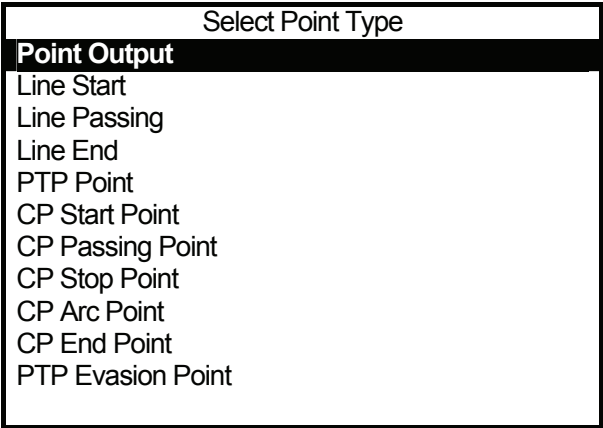 Select Point Type
Point Output
Line Start
Line Passing
Line End
PTP Point
CP Start Point
CP Passing Point
CP Stop Point
CP Arc Point
CP End Point
PTP Evasion Point